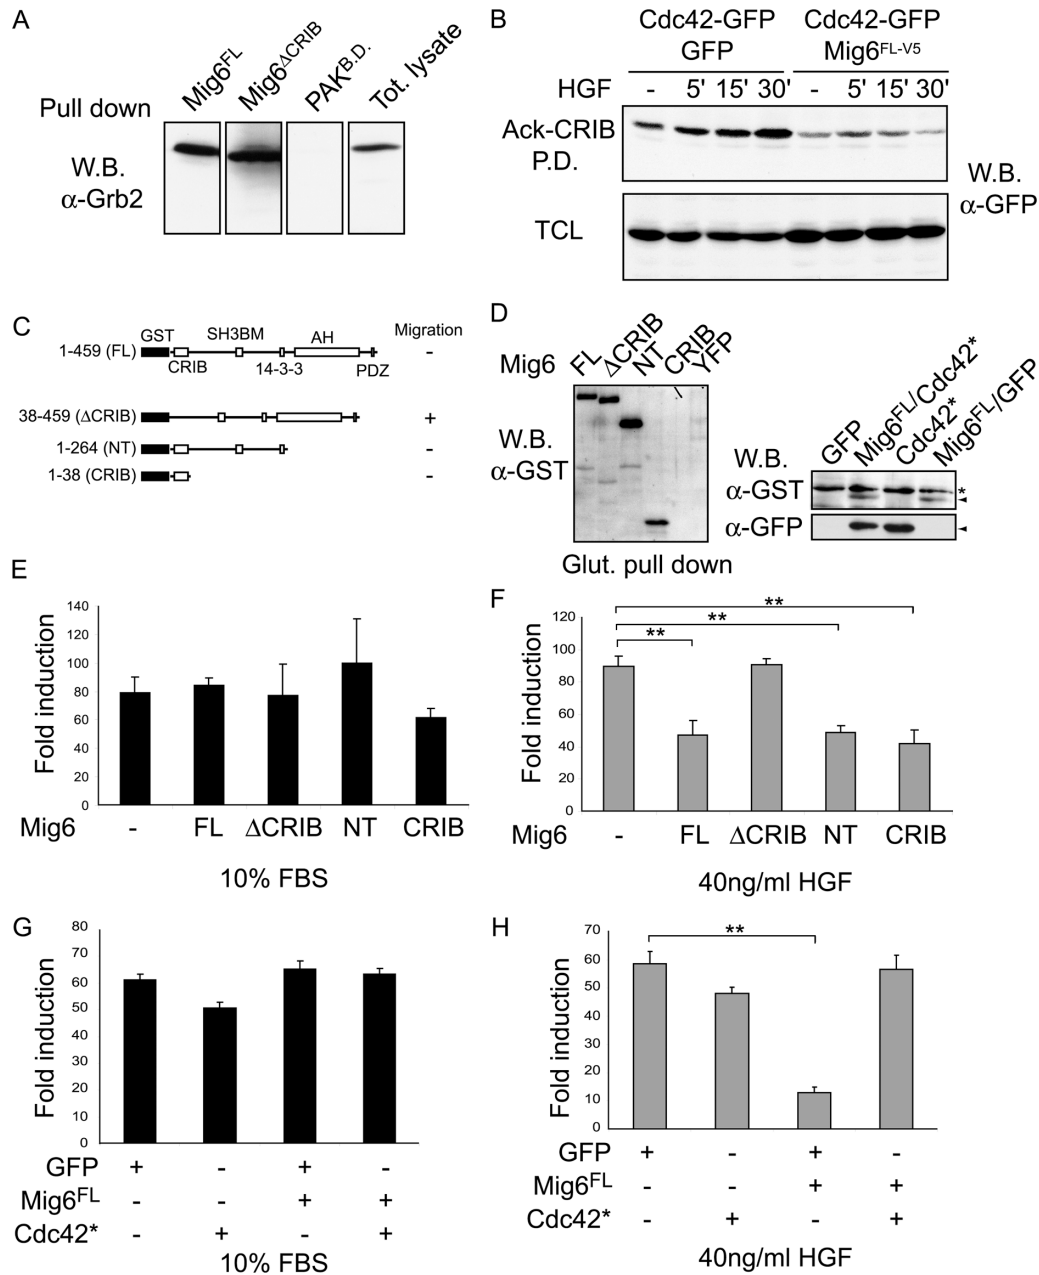 A
Mig6FL
Mig6ΔCRIB
PAKB.D.
Tot. lysate
Pull down
W.B.
α-Grb2
B
Cdc42-GFP Cdc42-GFP
GFP Mig6FL-V5
HGF - 5' 15' 30' - 5' 15' 30'
Ack-CRIB
P.D.
TCL
W.B.
α-GFP
C
GST SH3BM AH Migration
1-459 (FL) -
CRIB 14-3-3 PDZ
38-459 (ΔCRIB) +
1-264 (NT) -
1-38 (CRIB) -
D
Mig6 FL ΔCRIB NT CRIB YFP
W.B.
α-GST
Glut. pull down
GFP
Mig6FL/Cdc42*
Cdc42*
Mig6FL/GFP
W.B.
α-GST *
α-GFP
E
Fold induction
140
120
100
80
60
40
20
0
Mig6 - FL ΔCRIB NT CRIB
10% FBS
F
Fold induction
120
100
80
60
40
20
0
**
**
**
Mig6 - FL ΔCRIB NT CRIB
40ng/ml HGF
G
Fold induction
80
70
60
50
40
30
20
10
0
GFP + - + -
Mig6FL - - + +
Cdc42* - + - +
10% FBS
H
Fold induction
70
60
50
40
30
20
10
0
**
GFP + - + -
Mig6FL - - + +
Cdc42* - + - +
40ng/ml HGF